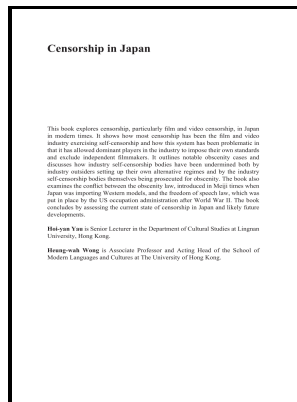 Censorship in Japan
This book explores censorship, particularly film and video censorship, in Japan
in modern times. It shows how most censorship has been the film and video
industry exercising self-censorship and how this system has been problematic in
that it has allowed dominant players in the industry to impose their own standards
and exclude independent filmmakers. It outlines notable obscenity cases and
discusses how industry self-censorship bodies have been undermined both by
industry outsiders setting up their own alternative regimes and by the industry
self-censorship bodies themselves being prosecuted for obscenity. The book also
examines the conflict between the obscenity law, introduced in Meiji times when
Japan was importing Western models, and the freedom of speech law, which was
put in place by the US occupation administration after World War II. The book
concludes by assessing the current state of censorship in Japan and likely future
developments.
Hoi-yan Yau is Senior Lecturer in the Department of Cultural Studies at Lingnan
University, Hong Kong.
Heung-wah Wong is Associate Professor and Acting Head of the School of
Modern Languages and Cultures at The University of Hong Kong.